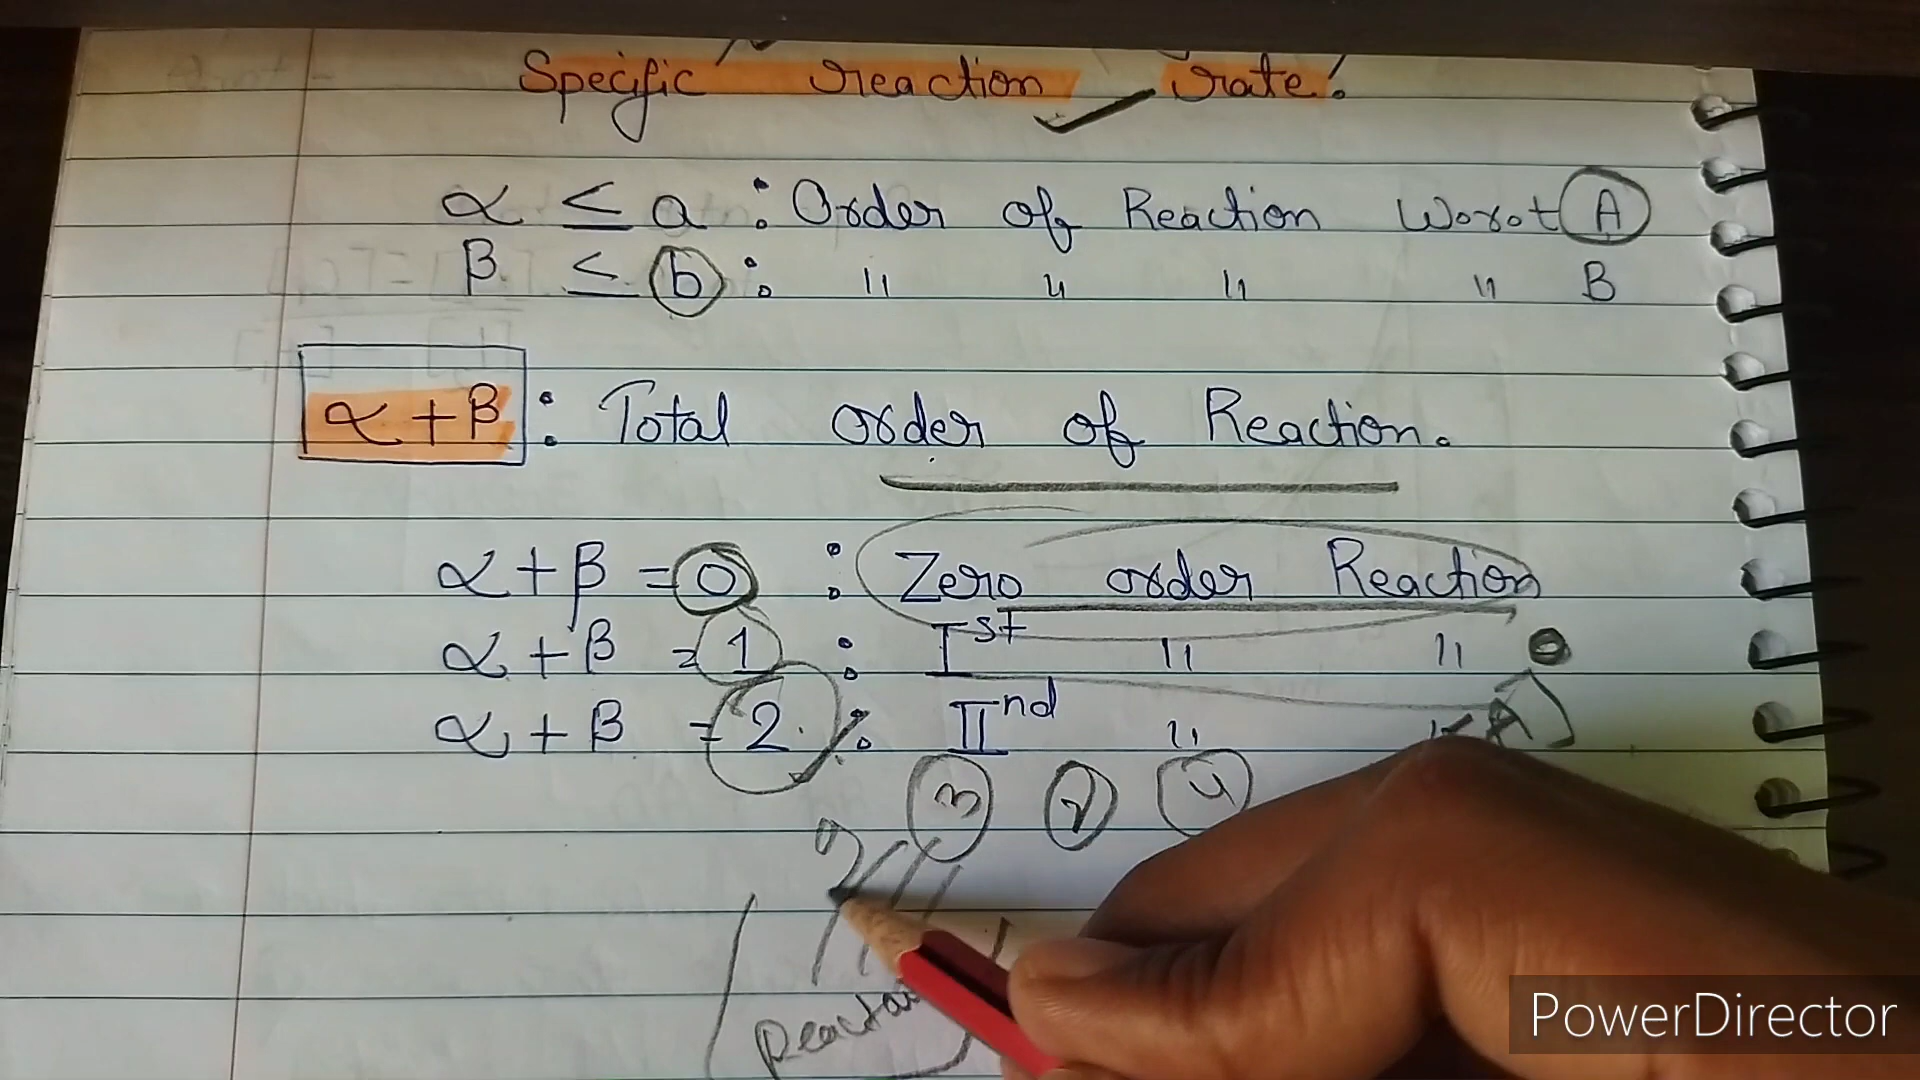 Specific reaction rate:
α ≤ a : Order of Reaction W.r.t A
β ≤ b : " " " " B
α + β : Total order of Reaction.
α + β = 0 : Zero order Reaction
α + β = 1 : Ist " "
α + β = 2 : IInd " "
3 2 4
PowerDirector